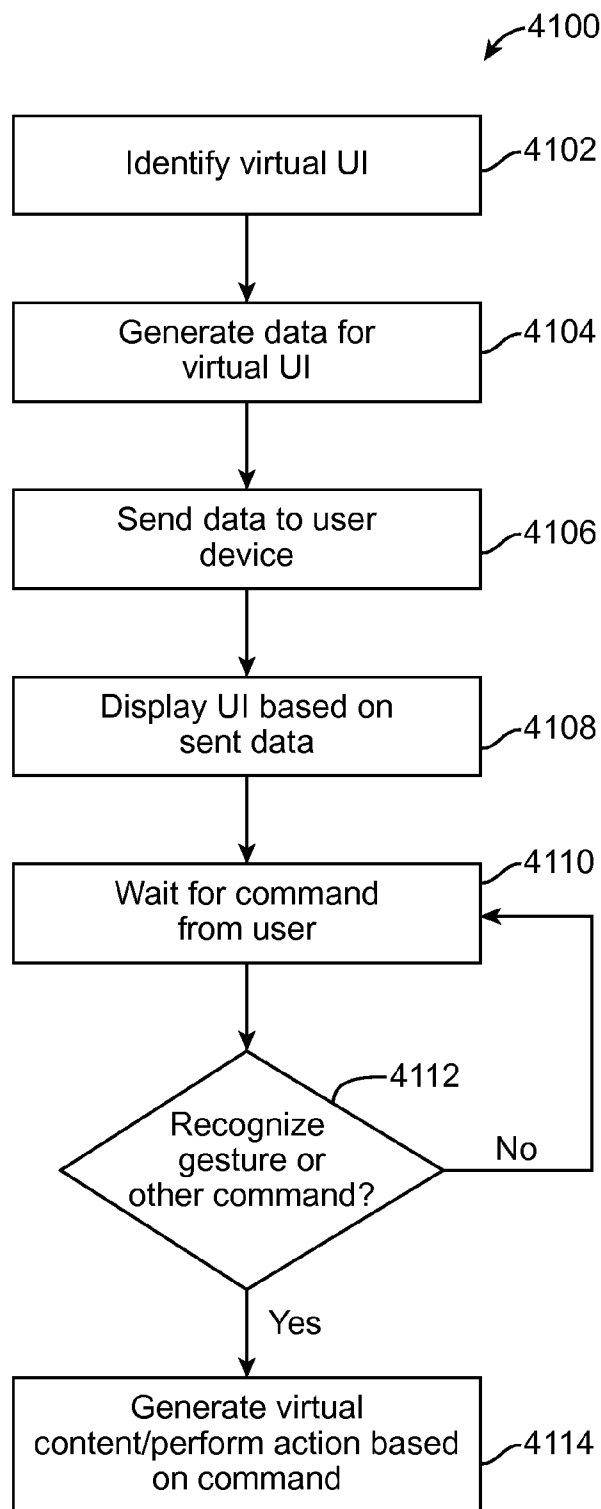 4100
Identify virtual UI
4102
Generate data for
virtual UI
4104
Send data to user
device
4106
Display UI based on
sent data
4108
Wait for command
from user
4110
4112
Recognize
gesture or
other command?
No
Yes
Generate virtual
content/perform action based
on command
4114